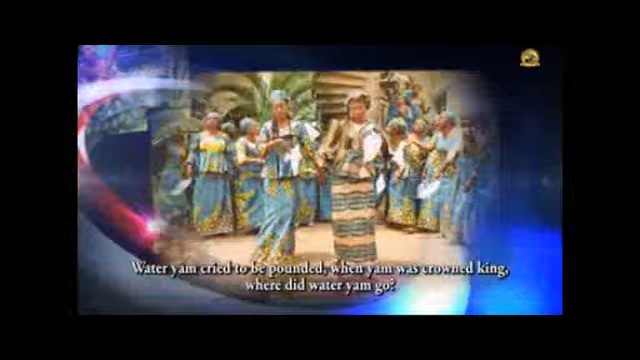 Water yam cried to be pounded, when yam was crowned king,
where did water yam go?